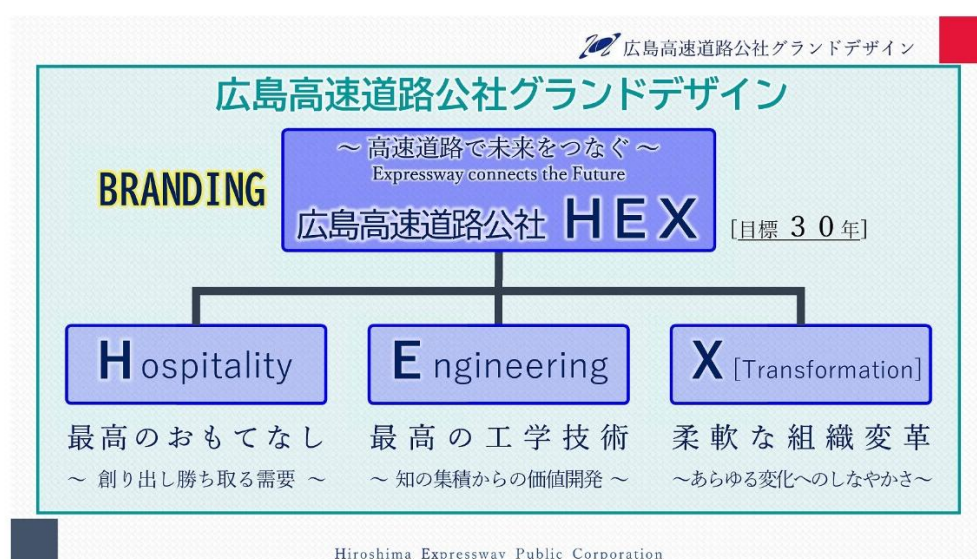 広島高速道路公社グランドデザイン
広島高速道路公社グランドデザイン
BRANDING
～ 高速道路で未来をつなぐ ～
Expressway connects the Future
広島高速道路公社 HEX
[目標 30年]
Hospitality
Engineering
X [Transformation]
最高のおもてなし
最高の工学技術
柔軟な組織変革
～ 創り出し勝ち取る需要 ～
～ 知の集積からの価値開発 ～
～あらゆる変化へのしなやかさ～
Hiroshima Expressway Public Corporation